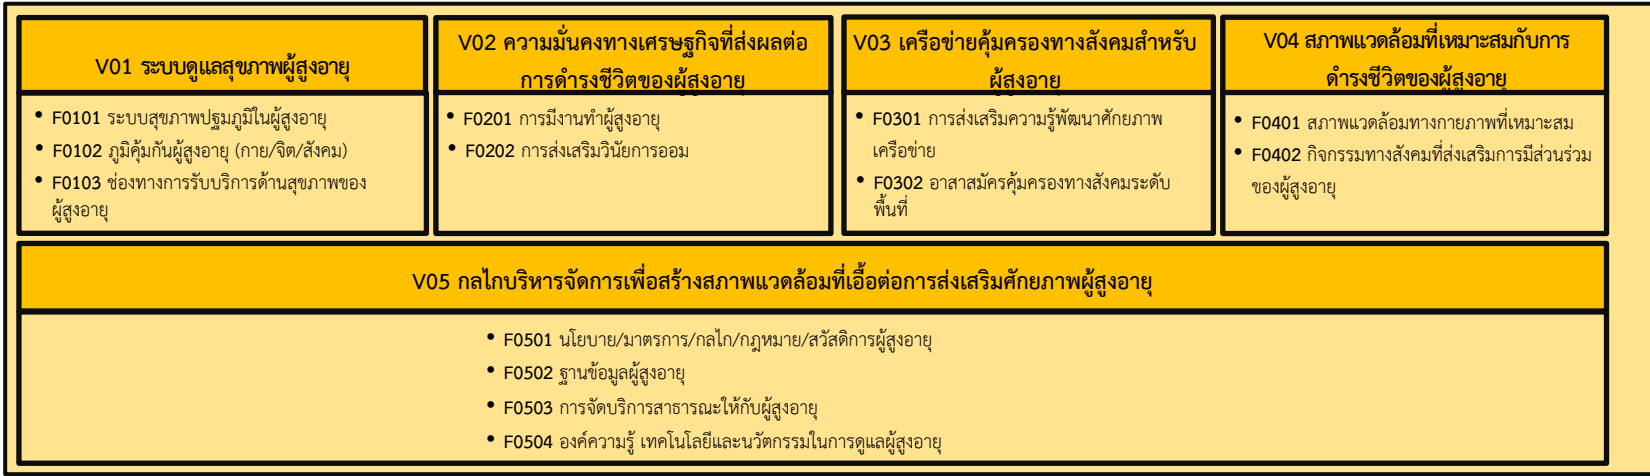 V01 ระบบดูแลสุขภาพผู้สูงอายุ
• F0101 ระบบสุขภาพปฐมภูมิในผู้สูงอายุ
• F0102 ภูมิคุ้มกันผู้สูงอายุ (กาย/จิต/สังคม)
• F0103 ช่องทางการรับบริการด้านสุขภาพของ
ผู้สูงอายุ
V02 ความมั่นคงทางเศรษฐกิจที่ส่งผลต่อ
การดำรงชีวิตของผู้สูงอายุ
• F0201 การมีงานทำผู้สูงอายุ
• F0202 การส่งเสริมวินัยการออม
V03 เครือข่ายคุ้มครองทางสังคมสำหรับ
ผู้สูงอายุ
• F0301 การส่งเสริมความรู้พัฒนาศักยภาพ
เครือข่าย
• F0302 อาสาสมัครคุ้มครองทางสังคมระดับ
พื้นที่
V04 สภาพแวดล้อมที่เหมาะสมกับการ
ดำรงชีวิตของผู้สูงอายุ
• F0401 สภาพแวดล้อมทางกายภาพที่เหมาะสม
• F0402 กิจกรรมทางสังคมที่ส่งเสริมการมีส่วนร่วม
ของผู้สูงอายุ
V05 กลไกบริหารจัดการเพื่อสร้างสภาพแวดล้อมที่เอื้อต่อการส่งเสริมศักยภาพผู้สูงอายุ
• F0501 นโยบาย/มาตรการ/กลไก/กฎหมาย/สวัสดิการผู้สูงอายุ
• F0502 ฐานข้อมูลผู้สูงอายุ
• F0503 การจัดบริการสาธารณะให้กับผู้สูงอายุ
• F0504 องค์ความรู้ เทคโนโลยีและนวัตกรรมในการดูแลผู้สูงอายุ